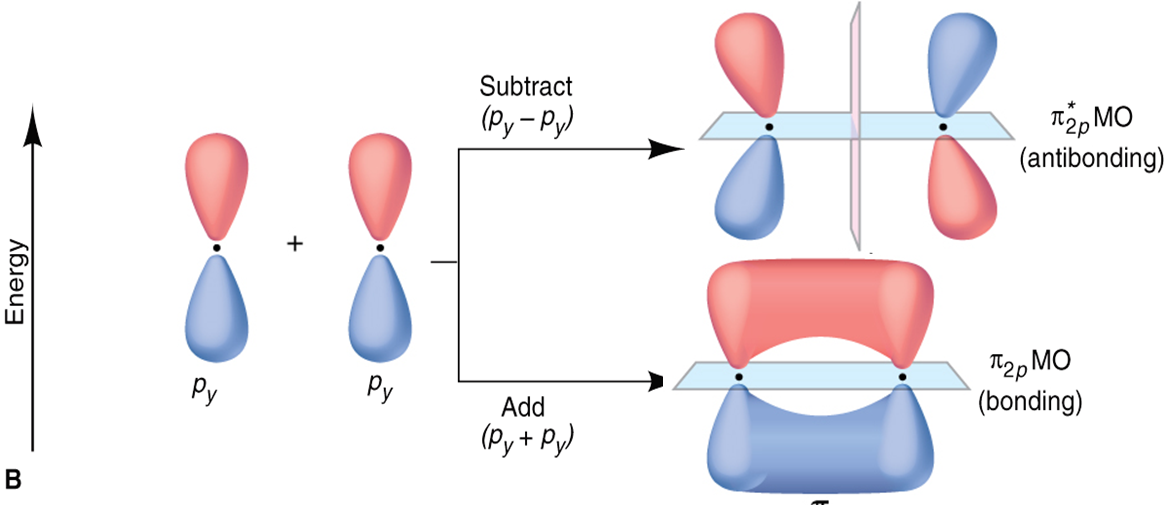 Subtract
(p_y – p_y)
π*_2p MO
(antibonding)
Energy
+
p_y
p_y
π_2p MO
(bonding)
Add
(p_y + p_y)
B